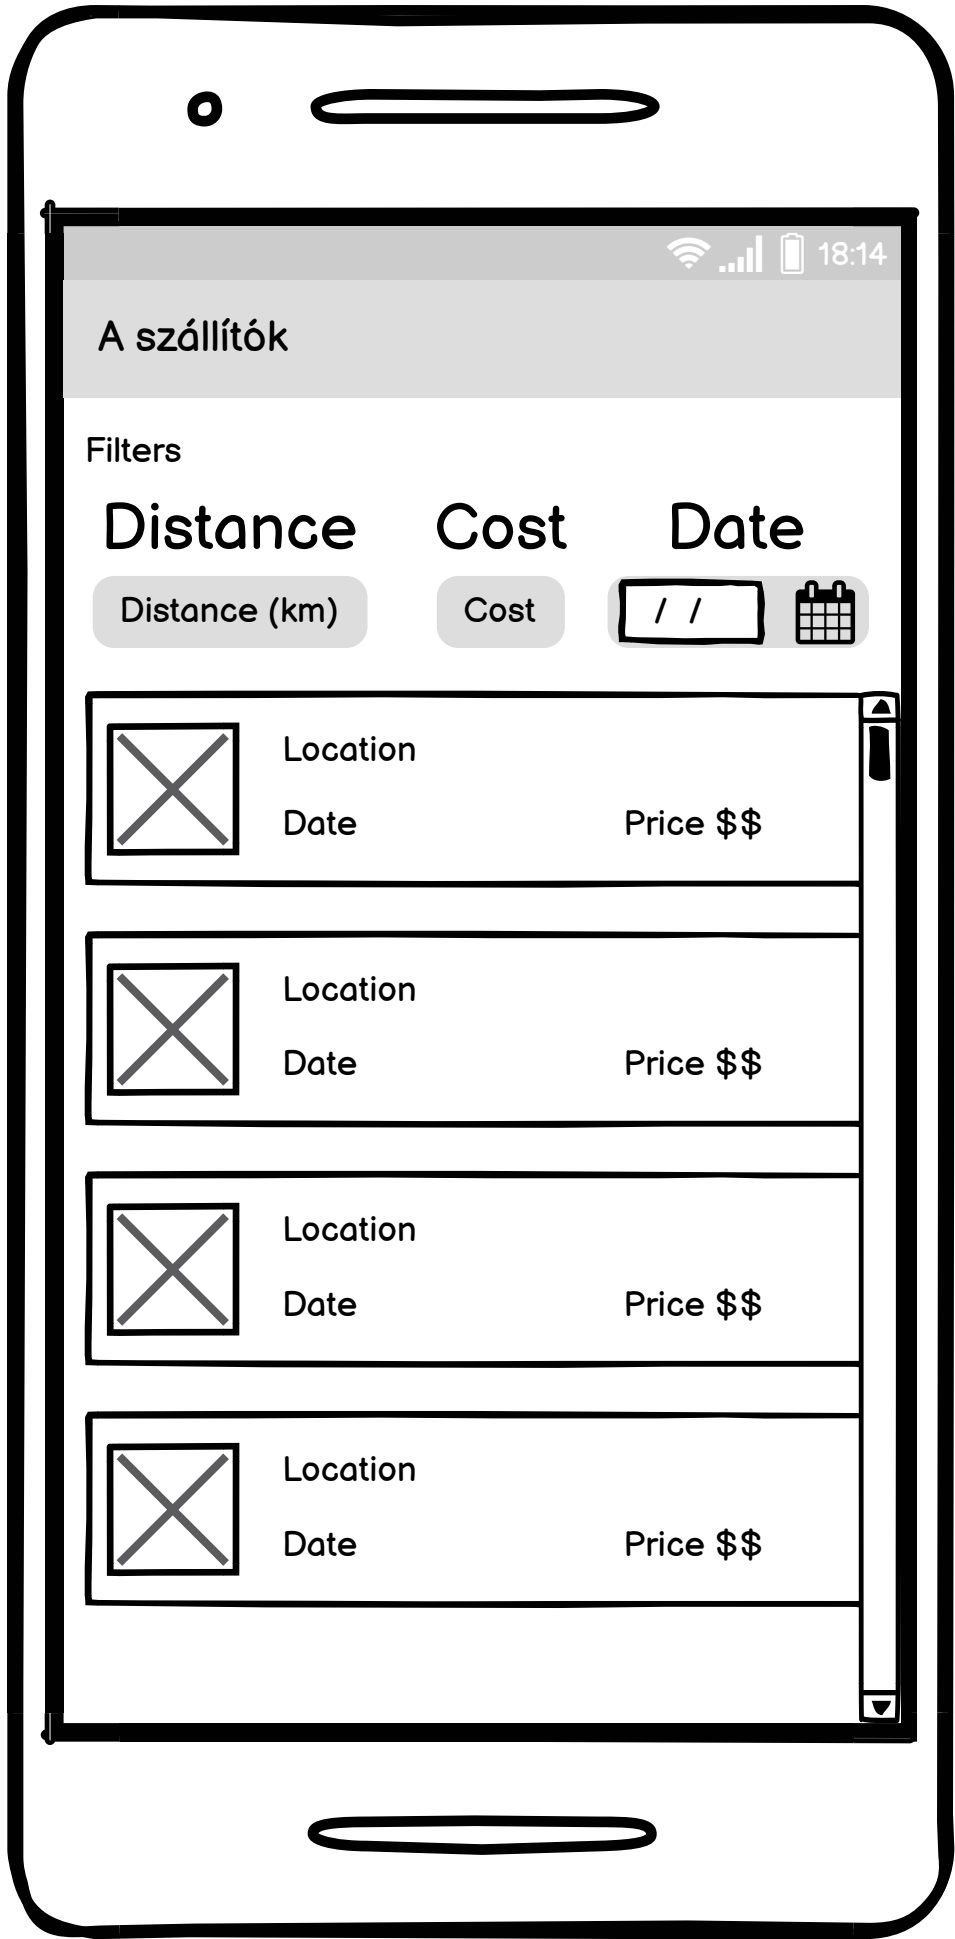 18:14
A szállítók
Filters
Distance Cost Date
Distance (km) Cost / /
Location
Date Price $$
Location
Date Price $$
Location
Date Price $$
Location
Date Price $$